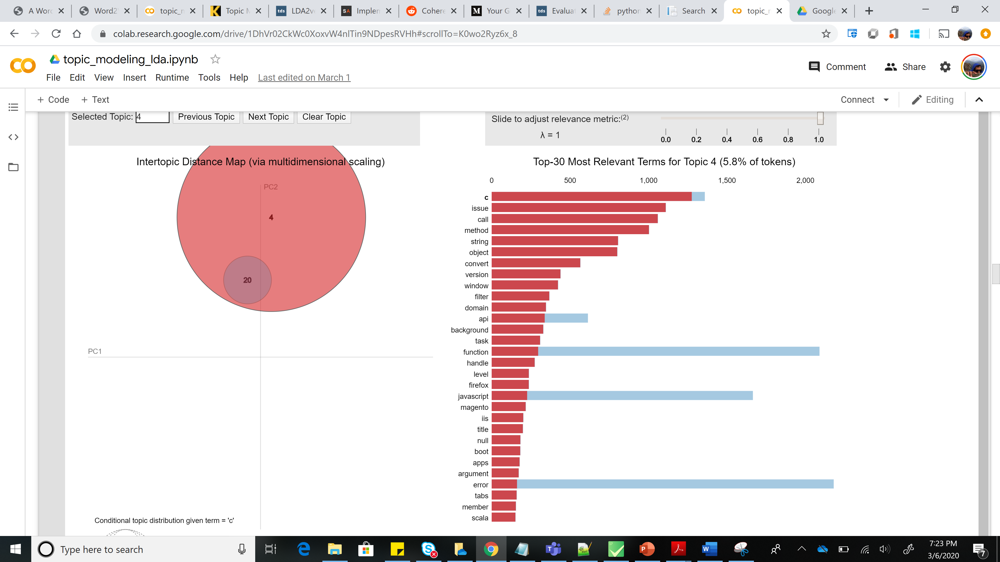 A Worc
Word2
topic_n
Topic M
LDA2ve
Implen
Cohere
Your G
Evaluat
python
Search
topic_r
Google
colab.research.google.com/drive/1DhVr02CkWc0XoxvW4nlTin9NDpesRVHh#scrollTo=K0wo2Ryz6x_8
topic_modeling_lda.ipynb
Comment
Share
File Edit View Insert Runtime Tools Help Last edited on March 1
+ Code + Text
Connect
Editing
Selected Topic: 4 Previous Topic Next Topic Clear Topic
Slide to adjust relevance metric:(2)
λ = 1
0.0 0.2 0.4 0.6 0.8 1.0
Intertopic Distance Map (via multidimensional scaling)
PC2
4
20
PC1
Conditional topic distribution given term = 'c'
Top-30 Most Relevant Terms for Topic 4 (5.8% of tokens)
0 500 1,000 1,500 2,000
c
issue
call
method
string
object
convert
version
window
filter
domain
api
background
task
function
handle
level
firefox
javascript
magento
iis
title
null
boot
apps
argument
error
tabs
member
scala
Type here to search
7:23 PM
3/6/2020
7